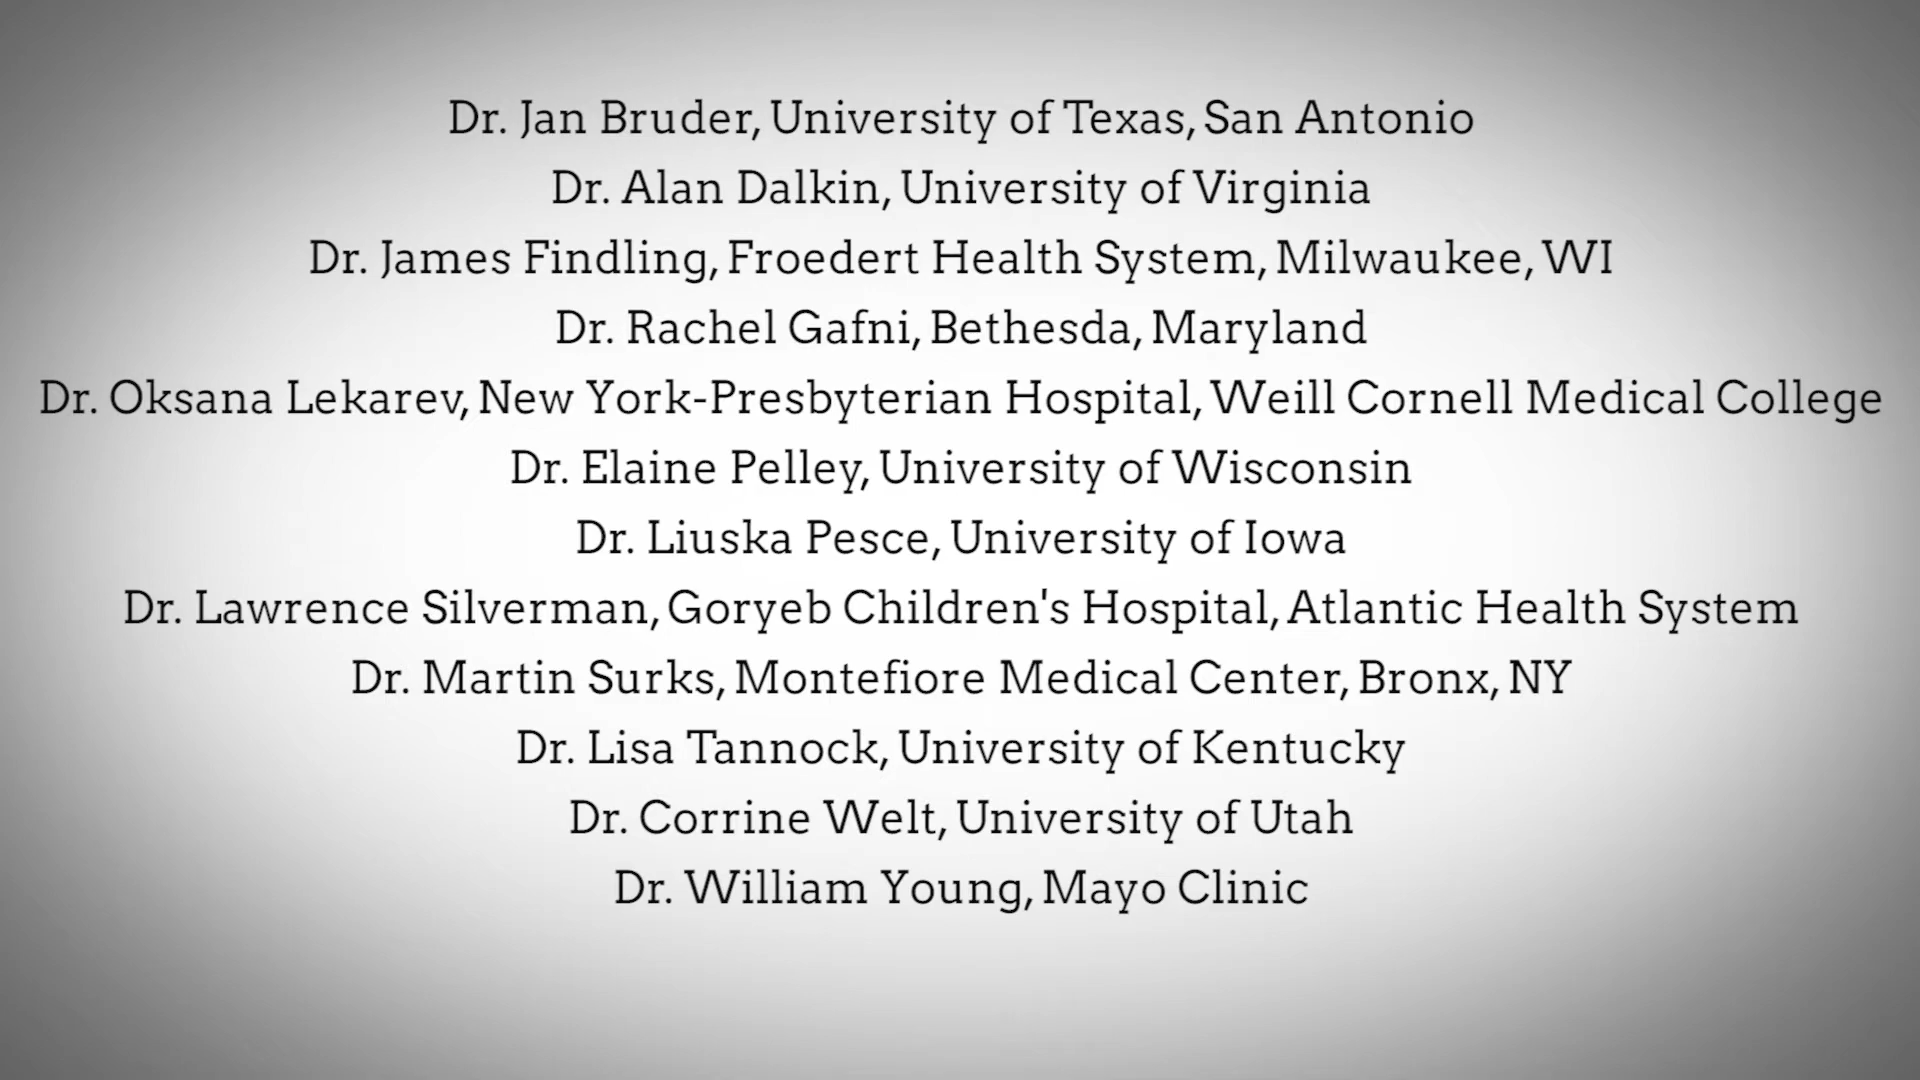 Dr. Jan Bruder, University of Texas, San Antonio
Dr. Alan Dalkin, University of Virginia
Dr. James Findling, Froedert Health System, Milwaukee, WI
Dr. Rachel Gafni, Bethesda, Maryland
Dr. Oksana Lekarev, New York-Presbyterian Hospital, Weill Cornell Medical College
Dr. Elaine Pelley, University of Wisconsin
Dr. Liuska Pesce, University of Iowa
Dr. Lawrence Silverman, Goryeb Children's Hospital, Atlantic Health System
Dr. Martin Surks, Montefiore Medical Center, Bronx, NY
Dr. Lisa Tannock, University of Kentucky
Dr. Corrine Welt, University of Utah
Dr. William Young, Mayo Clinic